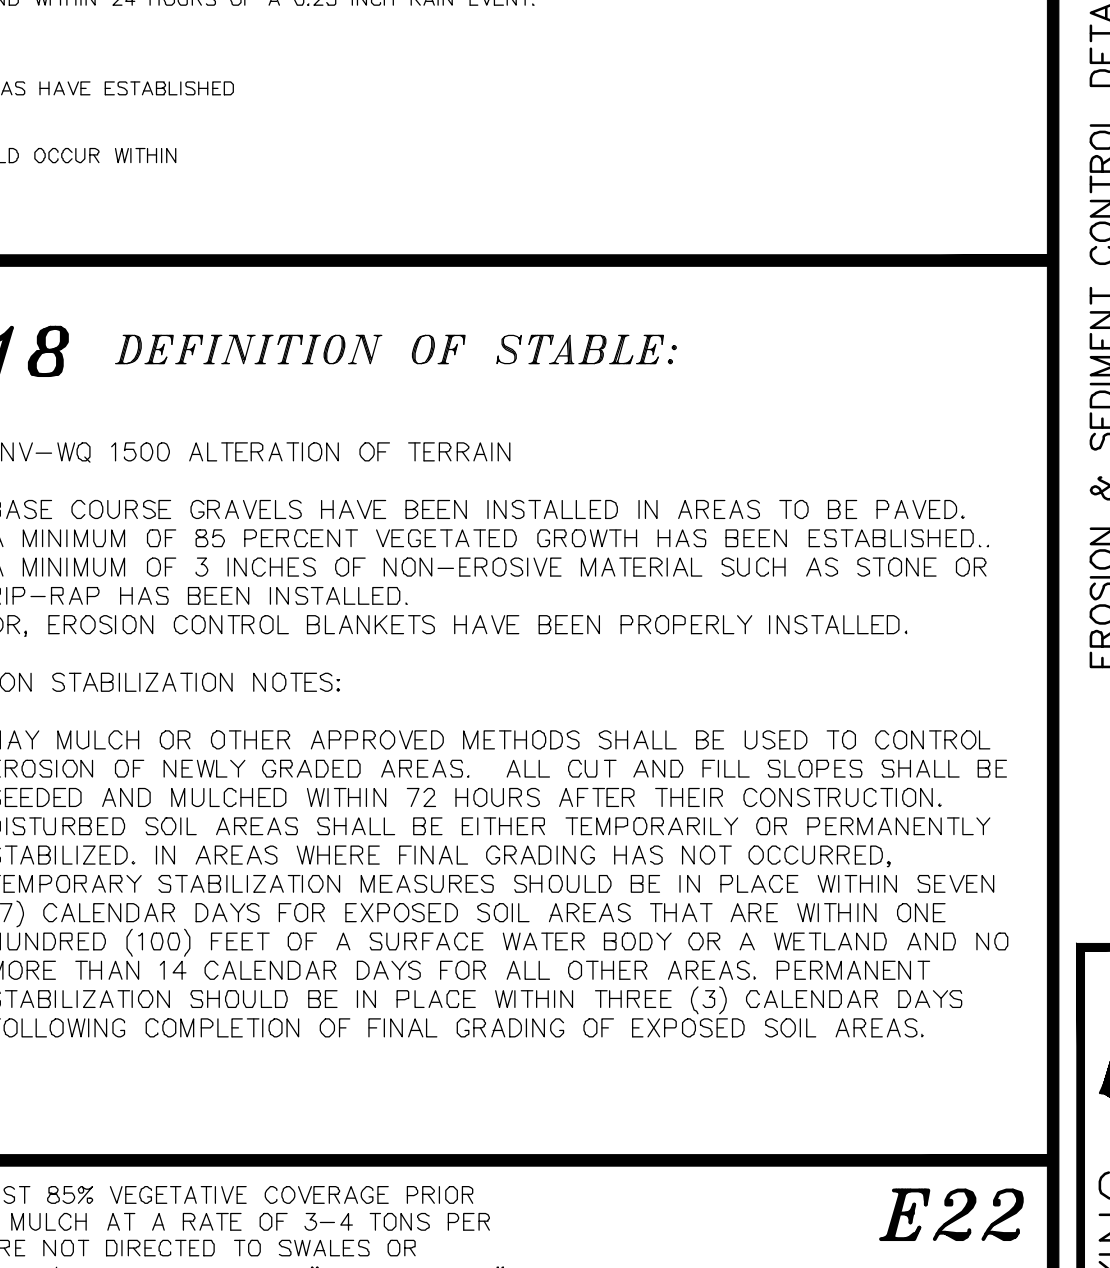 WITHIN 24 HOURS OF A 0.25 INCH RAIN EVENT.
AS HAVE ESTABLISHED
LD OCCUR WITHIN
18 DEFINITION OF STABLE:
NV-WQ 1500 ALTERATION OF TERRAIN
BASE COURSE GRAVELS HAVE BEEN INSTALLED IN AREAS TO BE PAVED.
A MINIMUM OF 85 PERCENT VEGETATED GROWTH HAS BEEN ESTABLISHED..
A MINIMUM OF 3 INCHES OF NON-EROSIVE MATERIAL SUCH AS STONE OR
RIP-RAP HAS BEEN INSTALLED.
OR, EROSION CONTROL BLANKETS HAVE BEEN PROPERLY INSTALLED.
ON STABILIZATION NOTES:
HAY MULCH OR OTHER APPROVED METHODS SHALL BE USED TO CONTROL
EROSION OF NEWLY GRADED AREAS. ALL CUT AND FILL SLOPES SHALL BE
SEEDED AND MULCHED WITHIN 72 HOURS AFTER THEIR CONSTRUCTION.
DISTURBED SOIL AREAS SHALL BE EITHER TEMPORARILY OR PERMANENTLY
STABILIZED. IN AREAS WHERE FINAL GRADING HAS NOT OCCURRED,
TEMPORARY STABILIZATION MEASURES SHOULD BE IN PLACE WITHIN SEVEN
(7) CALENDAR DAYS FOR EXPOSED SOIL AREAS THAT ARE WITHIN ONE
HUNDRED (100) FEET OF A SURFACE WATER BODY OR A WETLAND AND NO
MORE THAN 14 CALENDAR DAYS FOR ALL OTHER AREAS. PERMANENT
STABILIZATION SHOULD BE IN PLACE WITHIN THREE (3) CALENDAR DAYS
FOLLOWING COMPLETION OF FINAL GRADING OF EXPOSED SOIL AREAS.
ST 85% VEGETATIVE COVERAGE PRIOR
MULCH AT A RATE OF 3-4 TONS PER
RE NOT DIRECTED TO SWALES OR
E22
EROSION & SEDIMENT CONTROL DETA